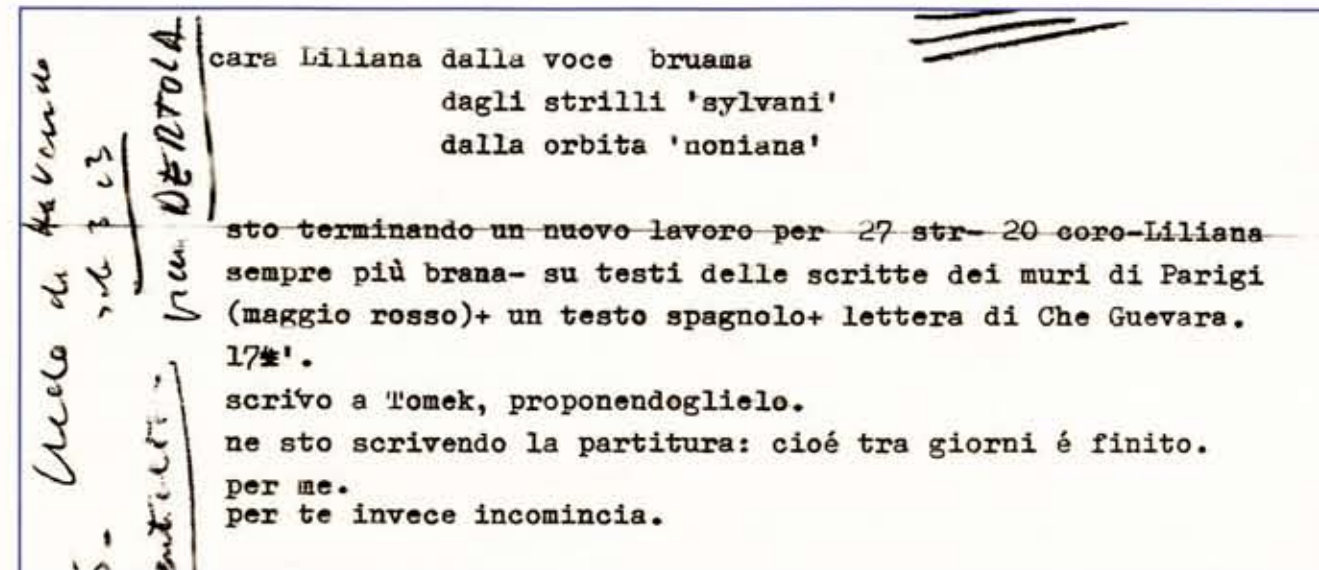 cara Liliana dalla voce bruama
dagli strilli 'sylvani'
dalla orbita 'noniana'
sto terminando un nuovo lavoro per 27 str- 20 coro-Liliana
sempre più brana- su testi delle scritte dei muri di Parigi
(maggio rosso)+ un testo spagnolo+ lettera di Che Guevara.
17'.
scrivo a Tomek, proponendoglielo.
ne sto scrivendo la partitura: cioé tra giorni é finito.
per me.
per te invece incomincia.
di